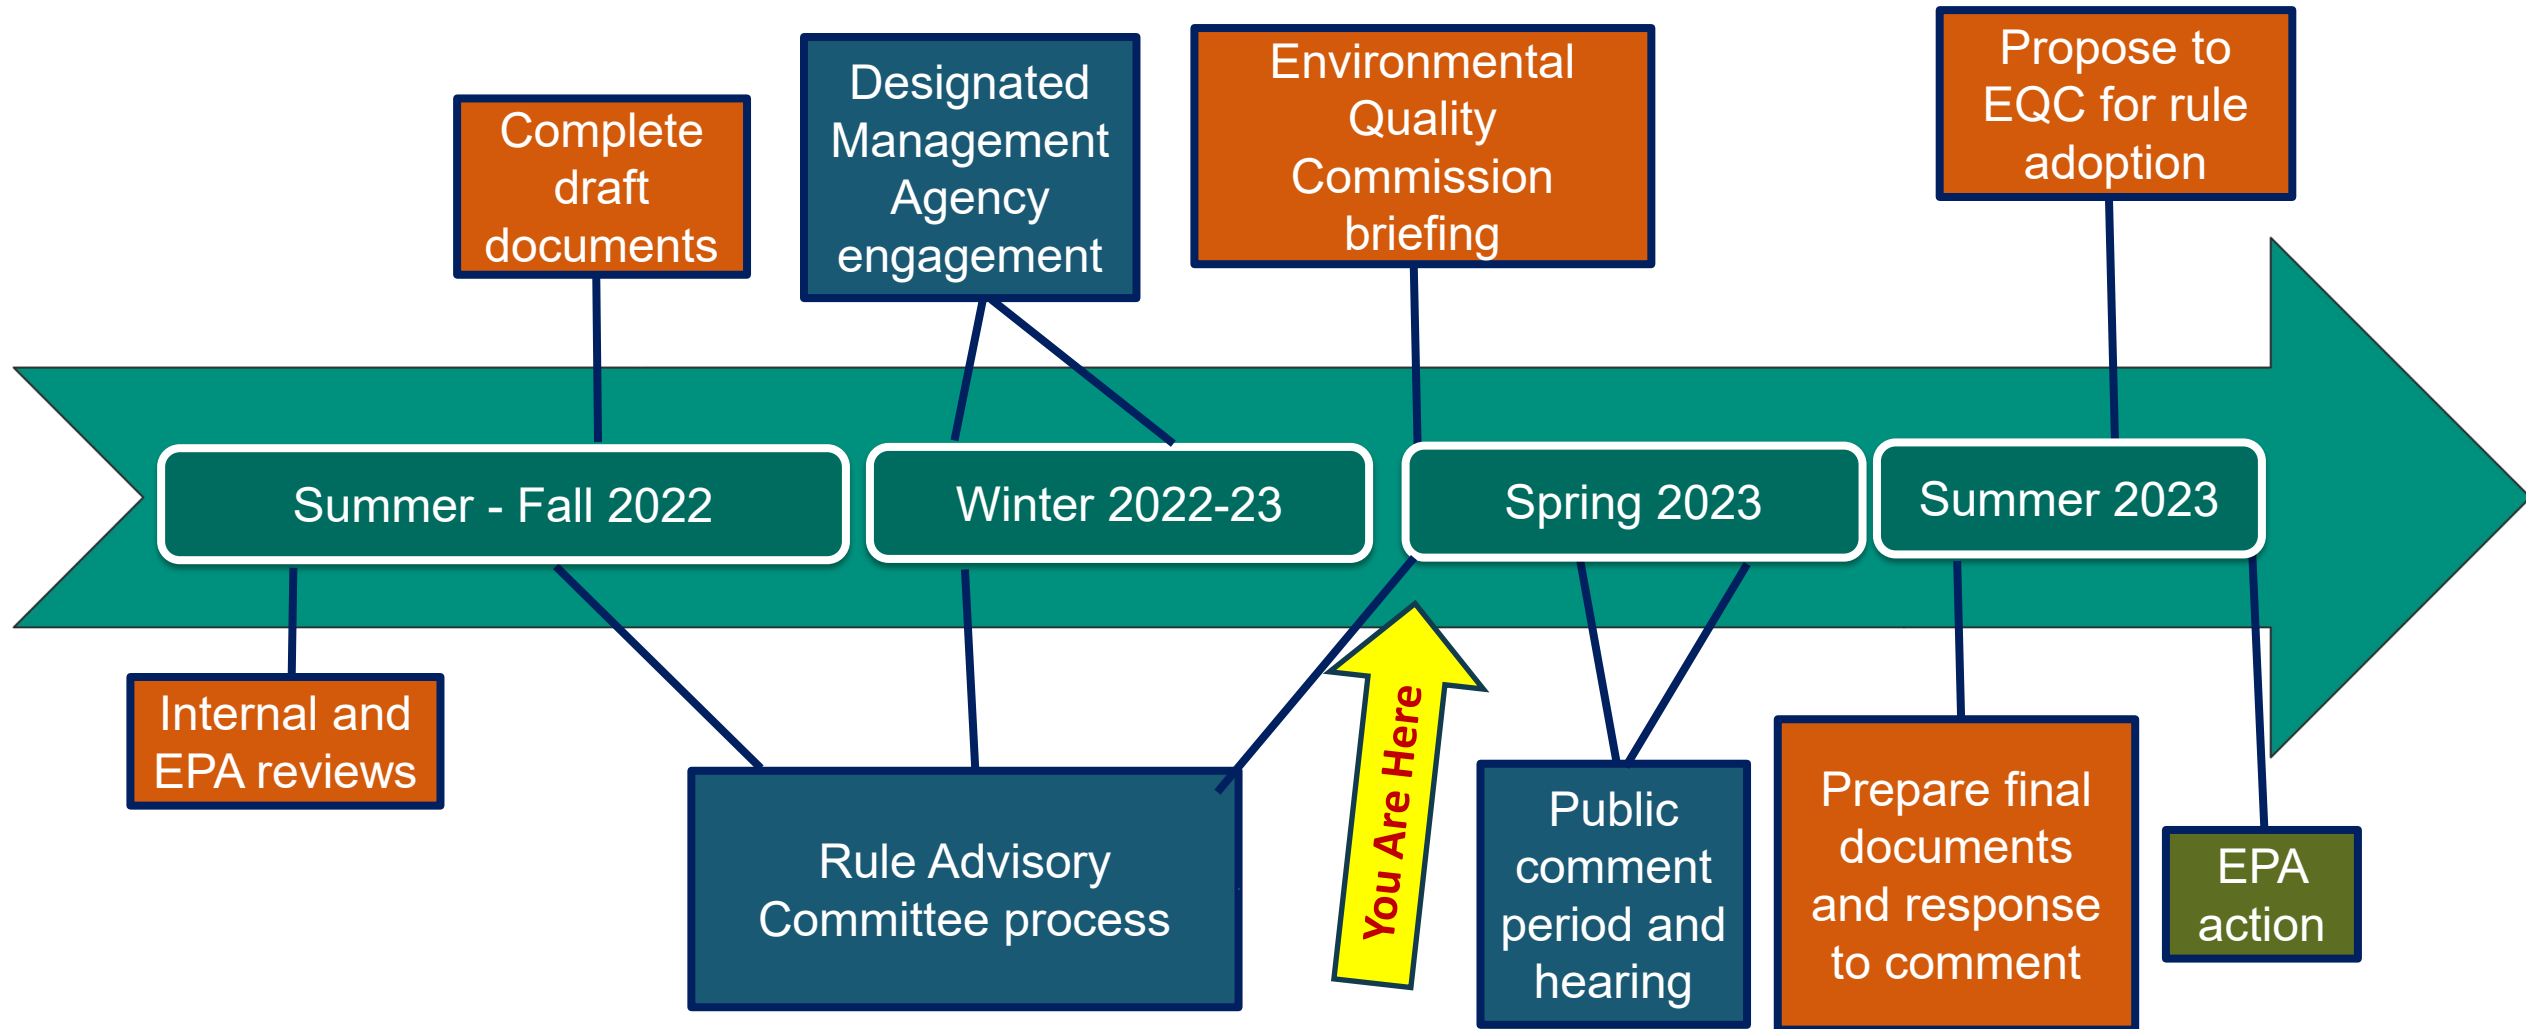 Complete
draft
documents
Designated
Management
Agency
engagement
Environmental
Quality
Commission
briefing
Propose to
EQC for rule
adoption
Summer - Fall 2022
Winter 2022-23
Spring 2023
Summer 2023
Internal and
EPA reviews
Rule Advisory
Committee process
You Are Here
Public
comment
period and
hearing
Prepare final
documents
and response
to comment
EPA
action